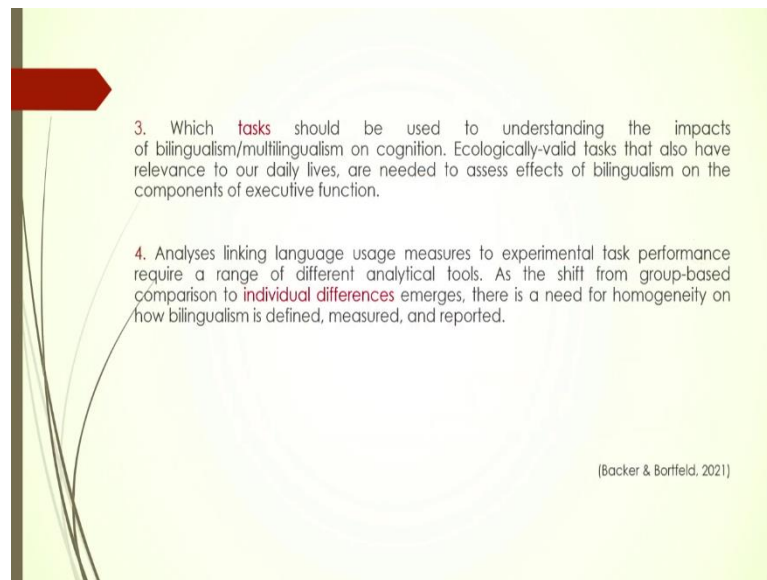 3. Which tasks should be used to understanding the impacts
of bilingualism/multilingualism on cognition. Ecologically-valid tasks that also have
relevance to our daily lives, are needed to assess effects of bilingualism on the
components of executive function.
4. Analyses linking language usage measures to experimental task performance
require a range of different analytical tools. As the shift from group-based
comparison to individual differences emerges, there is a need for homogeneity on
how bilingualism is defined, measured, and reported.
(Backer & Bortfeld, 2021)